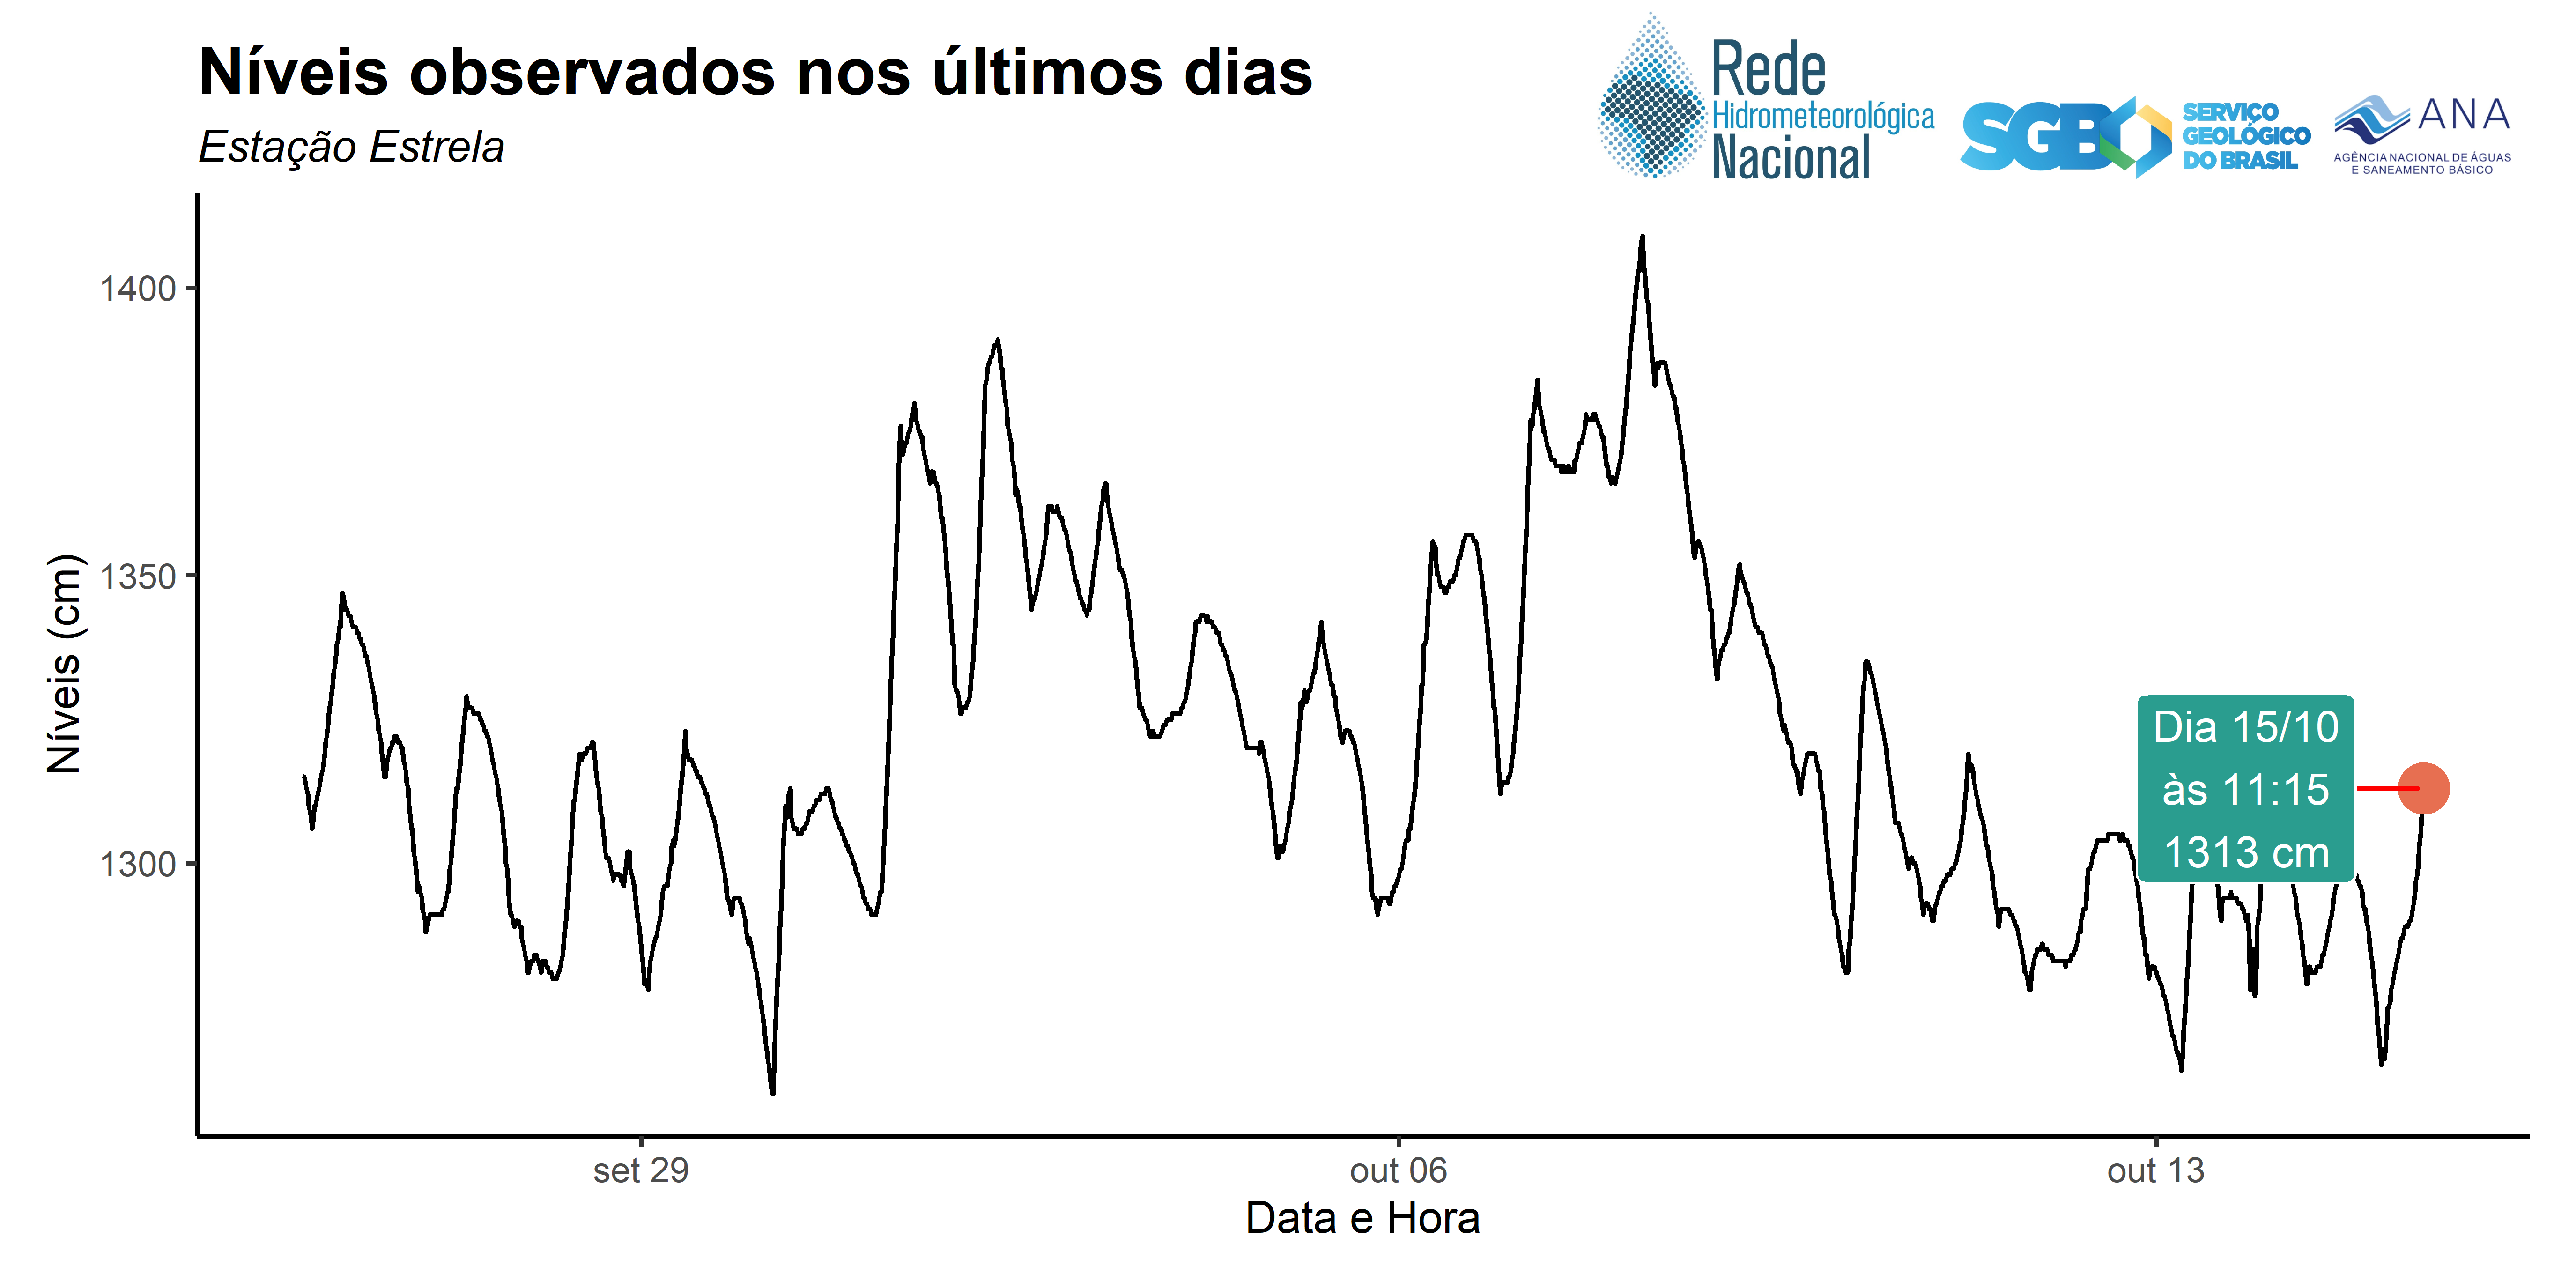 Níveis observados nos últimos dias
Estação Estrela
Rede
Hidrometeorológica
Nacional
SGB
SERVIÇO
GEOLÓGICO
DO BRASIL
ANA
AGÊNCIA NACIONAL DE ÁGUAS
E SANEAMENTO BÁSICO
Níveis (cm)
1400
1350
1300
Dia 15/10
às 11:15
1313 cm
set 29
out 06
out 13
Data e Hora